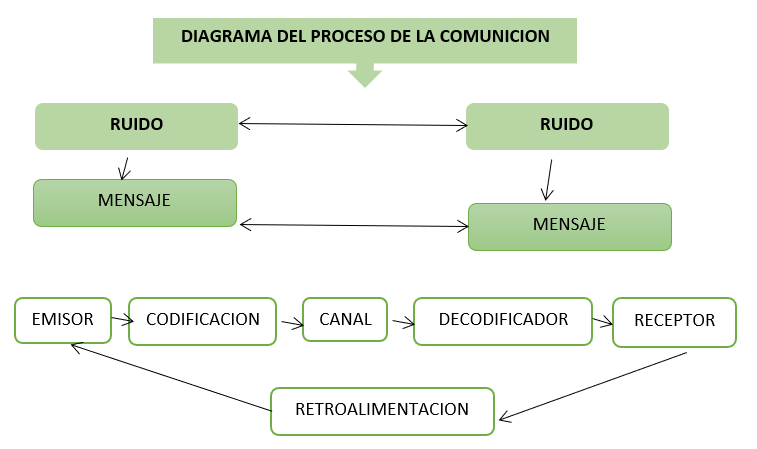 DIAGRAMA DEL PROCESO DE LA COMUNICION
RUIDO
RUIDO
MENSAJE
MENSAJE
EMISOR
CODIFICACION
CANAL
DECODIFICADOR
RECEPTOR
RETROALIMENTACION